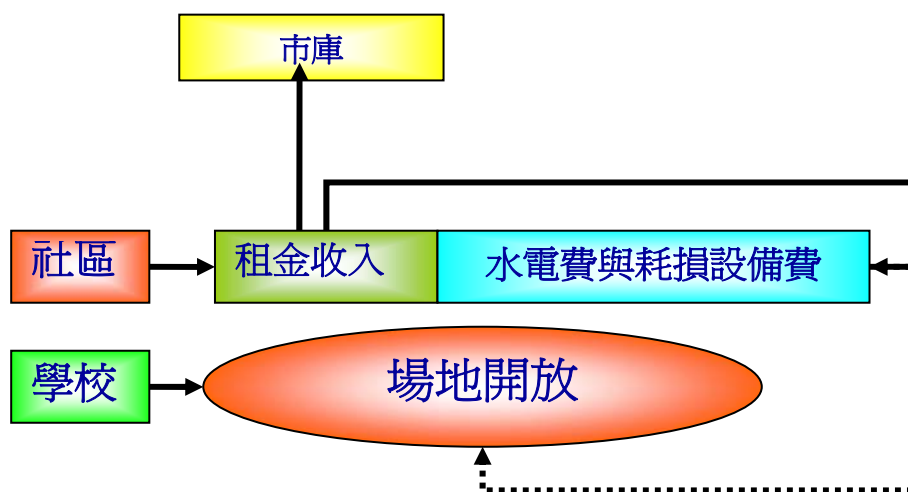 市庫
社區
租金收入
水電費與耗損設備費
學校
場地開放